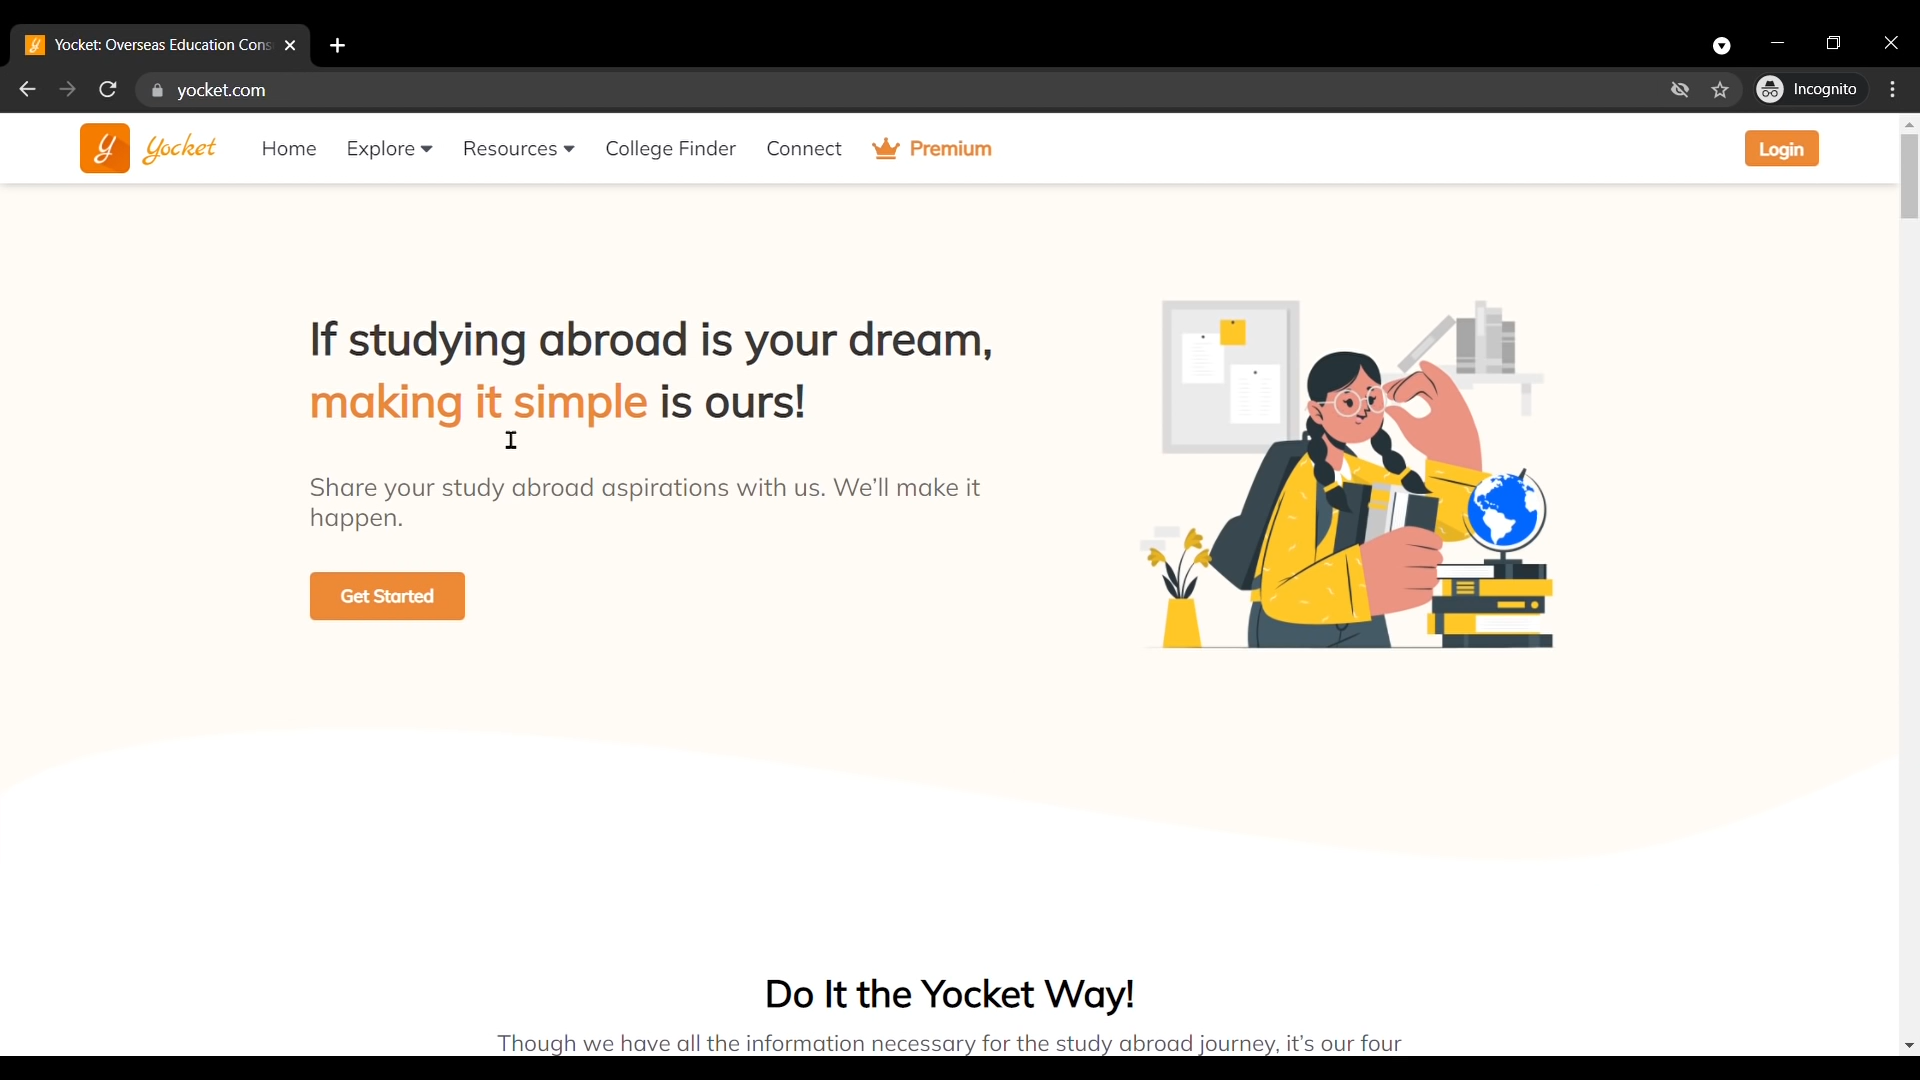 Yocket: Overseas Education Cons
yocket.com
Incognito
y Yocket Home Explore Resources College Finder Connect Premium Login
If studying abroad is your dream,
making it simple is ours!
Share your study abroad aspirations with us. We'll make it
happen.
Get Started
Do It the Yocket Way!
Though we have all the information necessary for the study abroad journey, it's our four